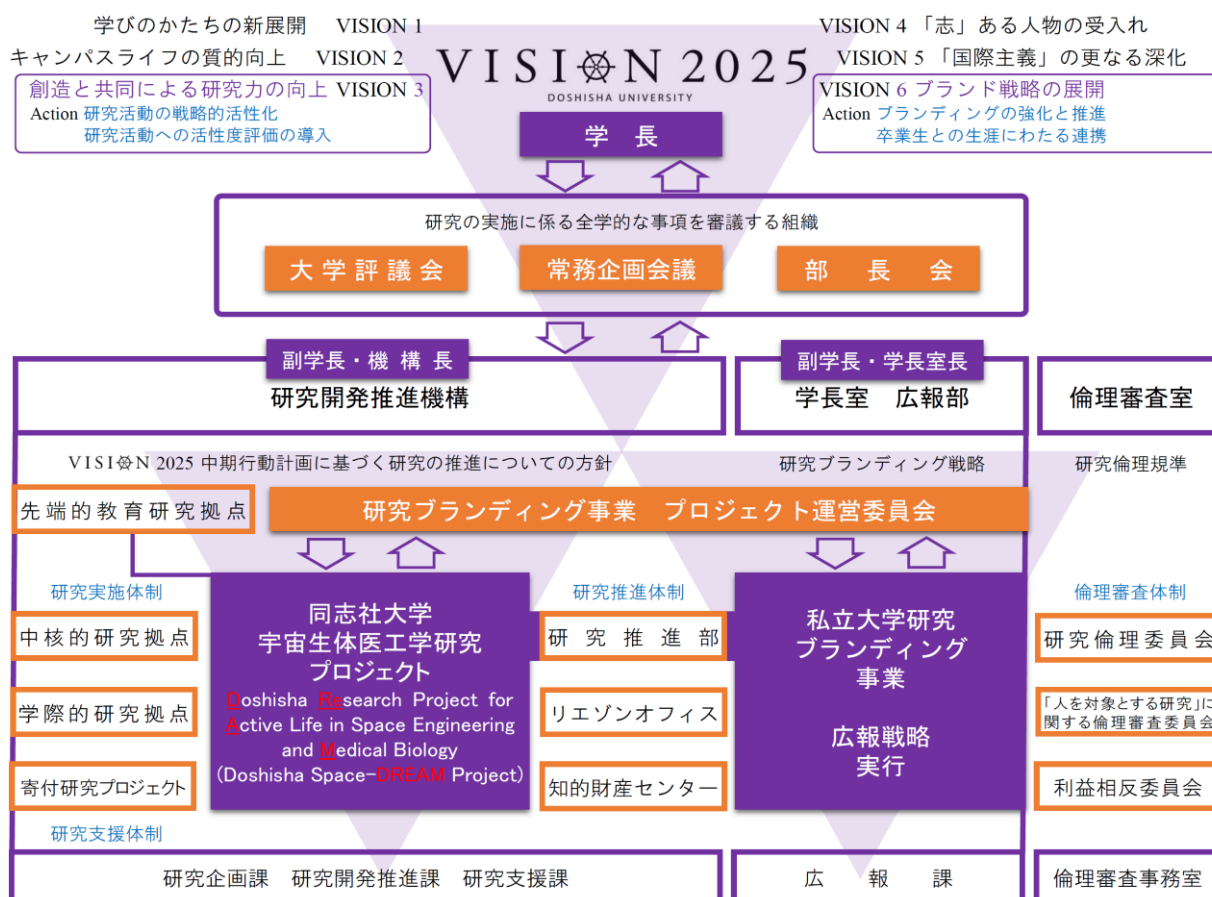 学びのかたちの新展開 VISION 1
キャンパスライフの質的向上 VISION 2
創造と共同による研究力の向上 VISION 3
Action 研究活動の戦略的活性化
研究活動への活性度評価の導入
VISION 2025
DOSHISHA UNIVERSITY
VISION 4 「志」ある人物の受入れ
VISION 5 「国際主義」の更なる深化
VISION 6 ブランド戦略の展開
Action ブランディングの強化と推進
卒業生との生涯にわたる連携
学 長
研究の実施に係る全学的な事項を審議する組織
大学評議会 常務企画会議 部 長 会
副学長・機構長 副学長・学長室長
研究開発推進機構 学長室 広報部 倫理審査室
VISION 2025 中期行動計画に基づく研究の推進についての方針 研究ブランディング戦略 研究倫理規準
先端的教育研究拠点 研究ブランディング事業 プロジェクト運営委員会
研究実施体制
中核的研究拠点
学際的研究拠点
寄付研究プロジェクト
研究支援体制
同志社大学
宇宙生体医工学研究
プロジェクト
Doshisha Research Project for
Active Life in Space Engineering
and Medical Biology
(Doshisha Space-DREAM Project)
研究推進体制
研究推進部
リエゾンオフィス
知的財産センター
私立大学研究
ブランディング
事業
広報戦略
実行
倫理審査体制
研究倫理委員会
「人を対象とする研究」に
関する倫理審査委員会
利益相反委員会
研究企画課 研究開発推進課 研究支援課 広 報 課 倫理審査事務室